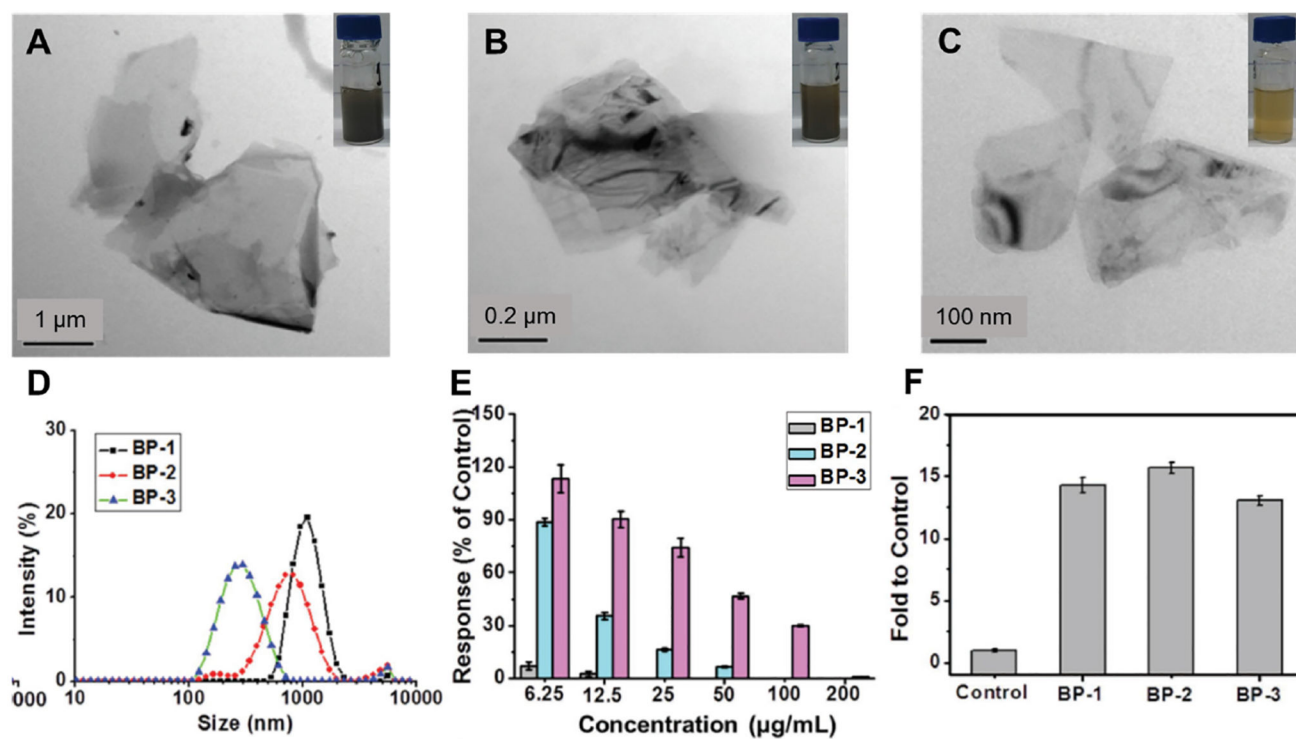 A
B
C
1 µm
0.2 µm
100 nm
D
E
F
30
20
10
0
Intensity (%)
BP-1
BP-2
BP-3
000
10
100
1000
10000
Size (nm)
150
120
90
60
30
0
Response (% of Control)
BP-1
BP-2
BP-3
6.25
12.5
25
50
100
200
Concentration (µg/mL)
20
15
10
5
0
Fold to Control
Control
BP-1
BP-2
BP-3